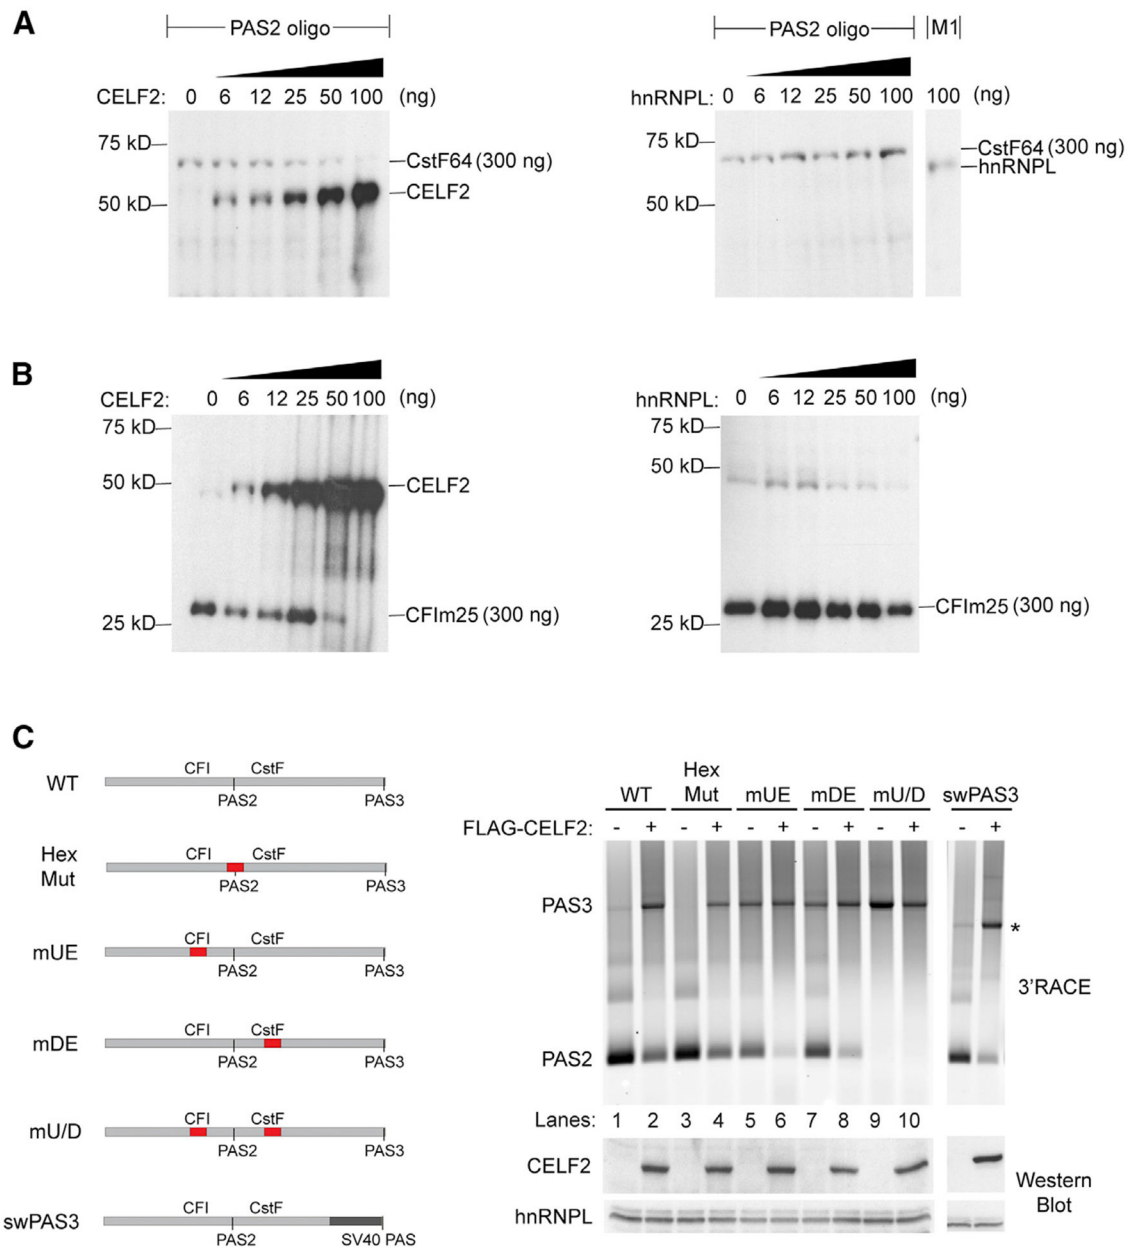 A
PAS2 oligo
CELF2: 0 6 12 25 50 100 (ng)
75 kD
50 kD
CstF64 (300 ng)
CELF2
PAS2 oligo M1
hnRNPL: 0 6 12 25 50 100 100 (ng)
75 kD
50 kD
CstF64 (300 ng)
hnRNPL
B
CELF2: 0 6 12 25 50 100 (ng)
75 kD
50 kD
25 kD
CELF2
CFIm25 (300 ng)
hnRNPL: 0 6 12 25 50 100 (ng)
75 kD
50 kD
25 kD
CFIm25 (300 ng)
C
WT
CFI CstF
PAS2 PAS3
Hex
Mut
CFI CstF
PAS2 PAS3
mUE
CFI CstF
PAS2 PAS3
mDE
CFI CstF
PAS2 PAS3
mU/D
CFI CstF
PAS2 PAS3
swPAS3
CFI CstF
PAS2 SV40 PAS
Hex
WT Mut mUE mDE mU/D swPAS3
FLAG-CELF2: - + - + - + - + - + - +
PAS3
*
3'RACE
PAS2
Lanes: 1 2 3 4 5 6 7 8 9 10
CELF2
Western
Blot
hnRNPL